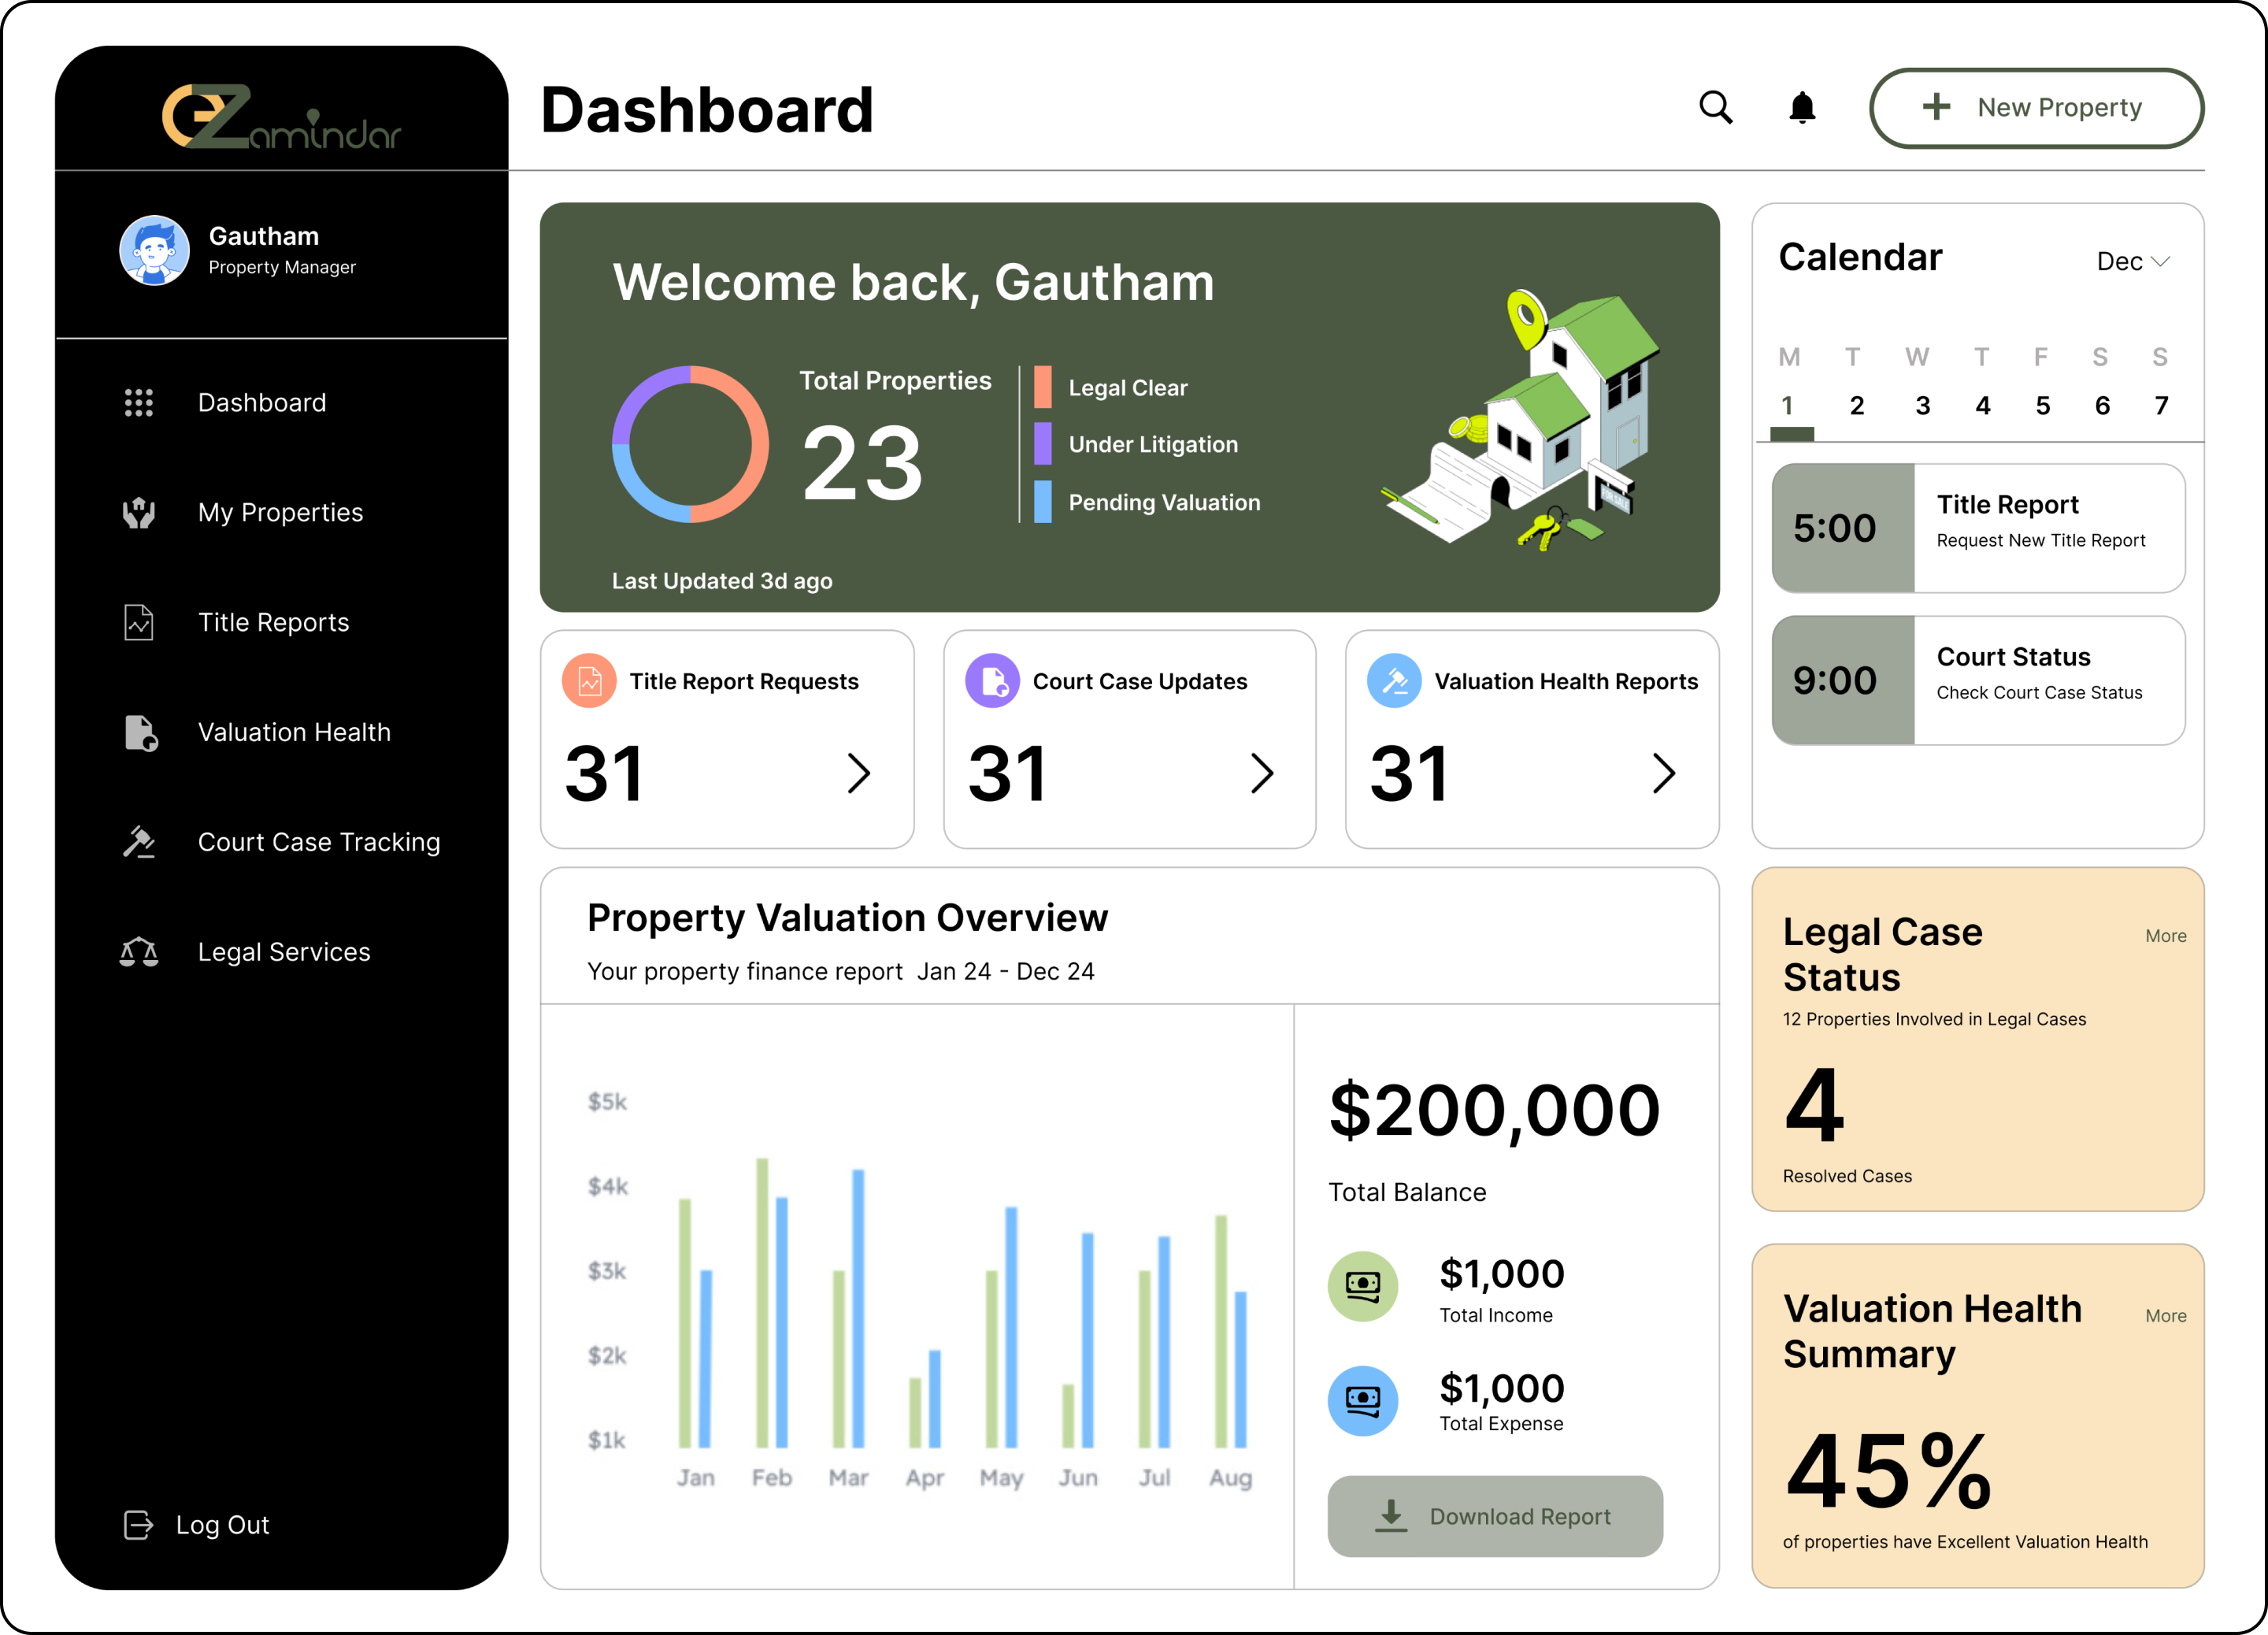 eZamindar
Gautham
Property Manager
Dashboard
My Properties
Title Reports
Valuation Health
Court Case Tracking
Legal Services
Log Out
Dashboard
New Property
Welcome back, Gautham
Total Properties
23
Legal Clear
Under Litigation
Pending Valuation
Last Updated 3d ago
FOR SALE
Title Report Requests
31
Court Case Updates
31
Valuation Health Reports
31
Property Valuation Overview
Your property finance report Jan 24 - Dec 24
$5k
$4k
$3k
$2k
$1k
Jan Feb Mar Apr May Jun Jul Aug
$200,000
Total Balance
$1,000
Total Income
$1,000
Total Expense
Download Report
Calendar
Dec
M T W T F S S
1 2 3 4 5 6 7
5:00
Title Report
Request New Title Report
9:00
Court Status
Check Court Case Status
Legal Case
Status
More
12 Properties Involved in Legal Cases
4
Resolved Cases
Valuation Health
Summary
More
45%
of properties have Excellent Valuation Health